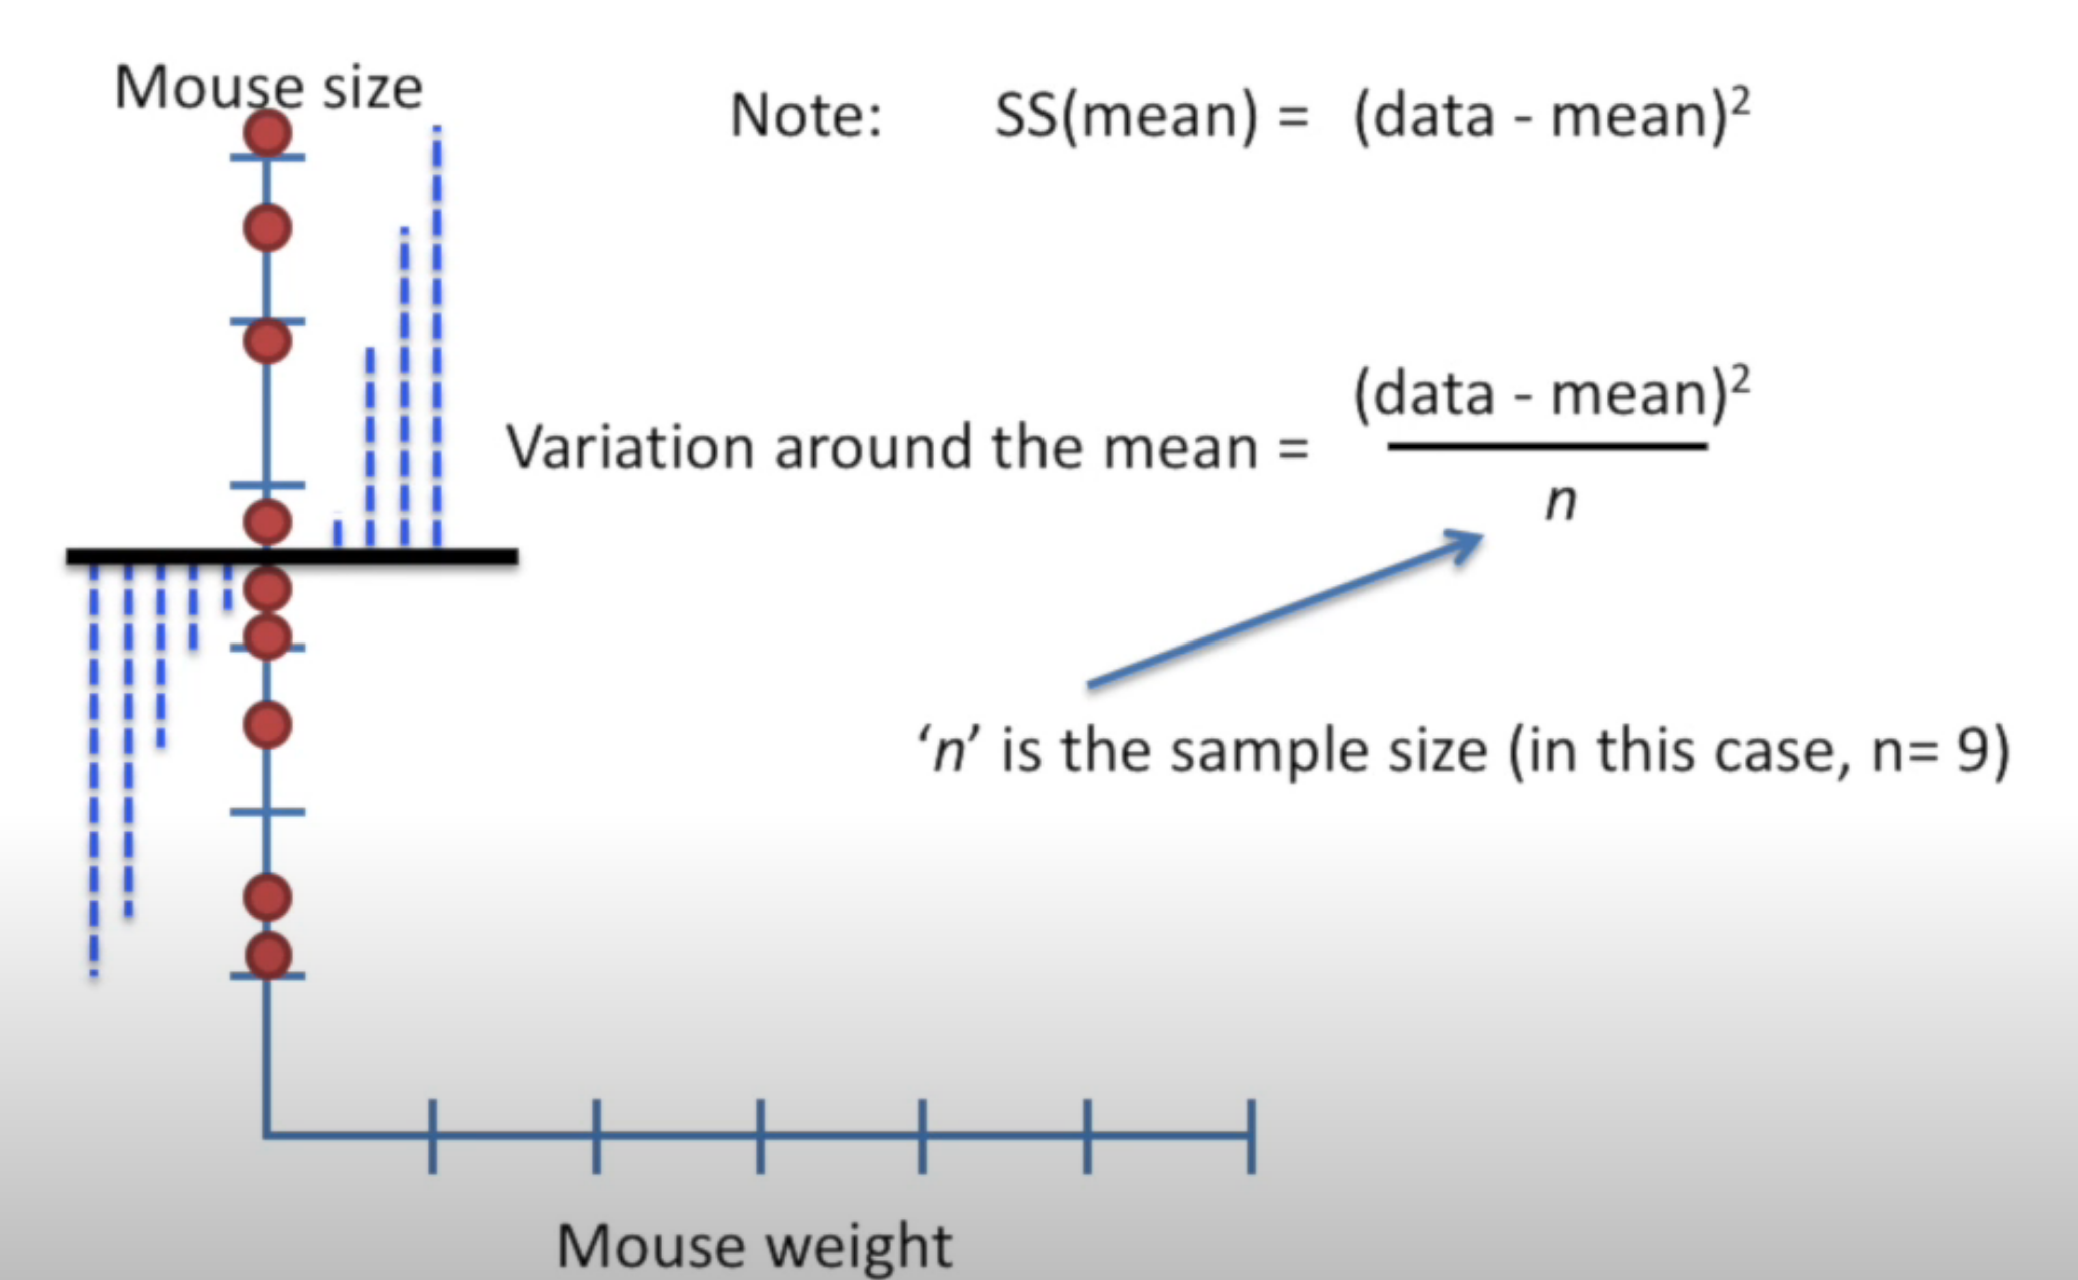 Mouse size
Note: SS(mean) = (data - mean)²
Variation around the mean = (data - mean)²
n
‘n’ is the sample size (in this case, n= 9)
Mouse weight